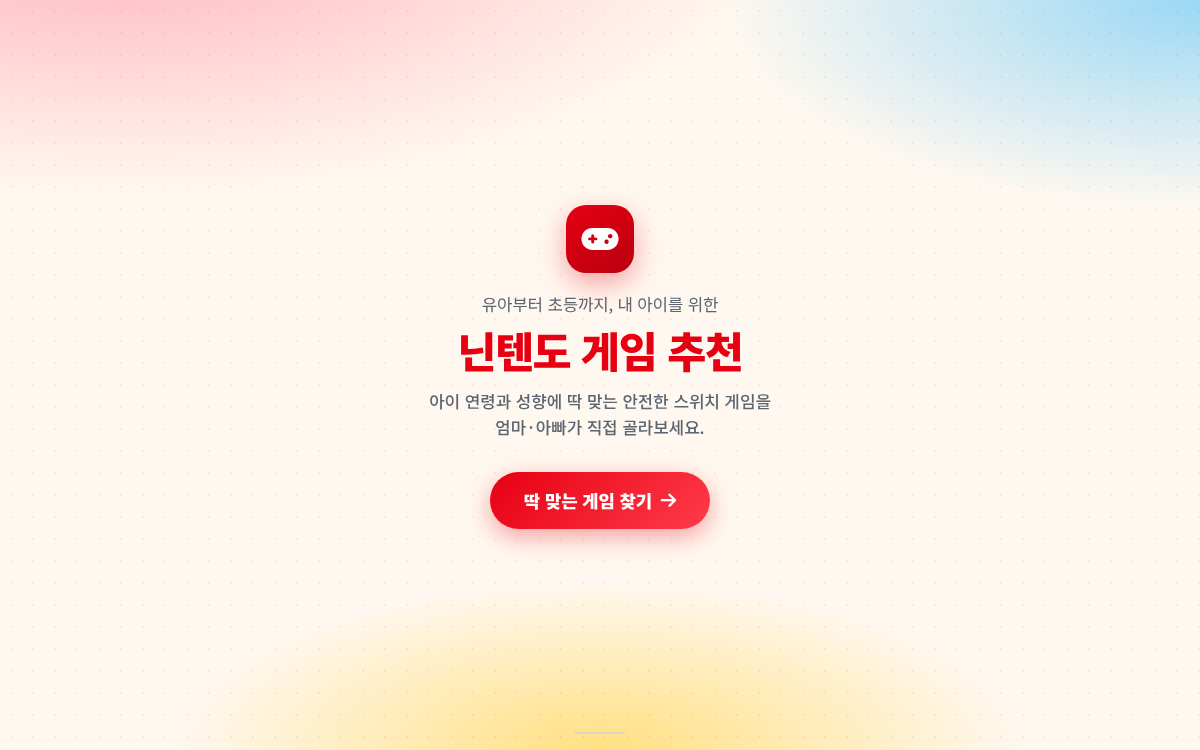 유아부터 초등까지, 내 아이를 위한
닌텐도 게임 추천
아이 연령과 성향에 딱 맞는 안전한 스위치 게임을
엄마·아빠가 직접 골라보세요.
딱 맞는 게임 찾기 →